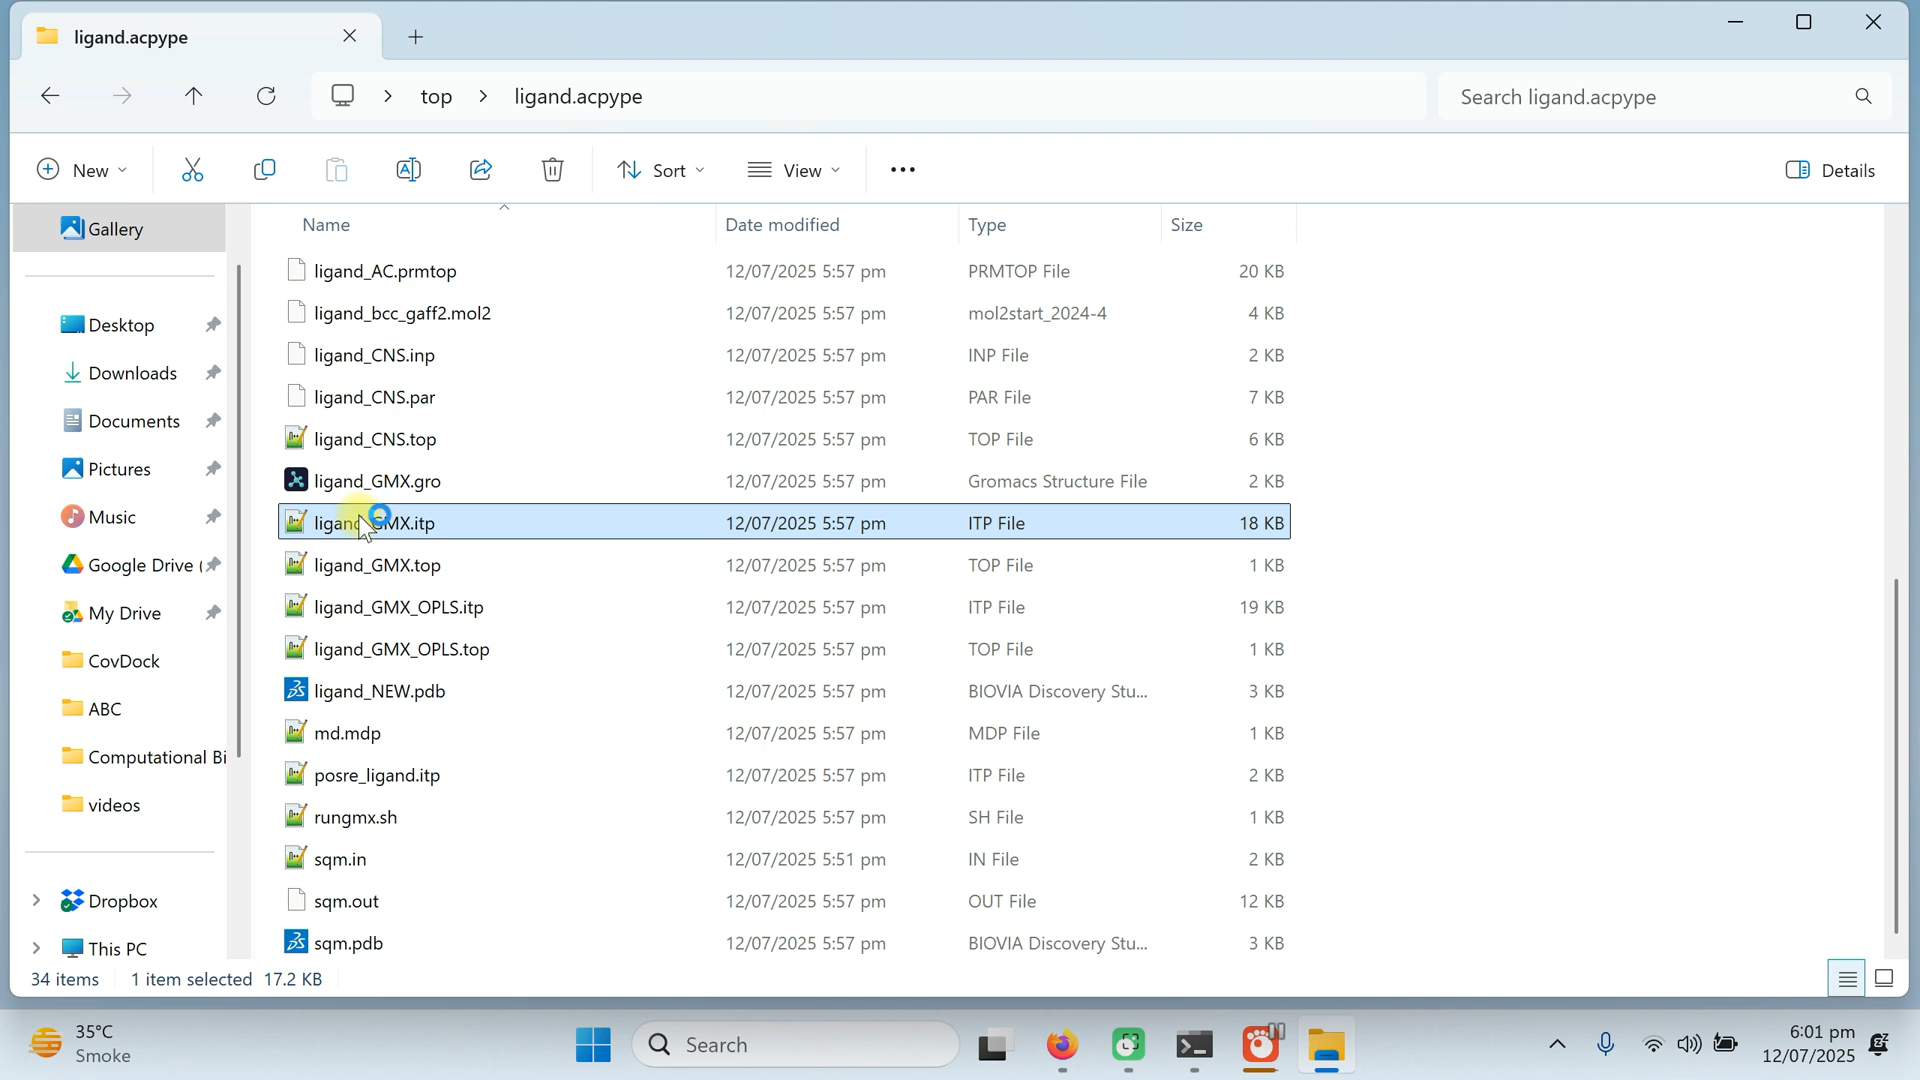 ligand.acpype
top
ligand.acpype
Search ligand.acpype
New
Sort
View
Details
Gallery
Desktop
Downloads
Documents
Pictures
Music
Google Drive (
My Drive
CovDock
ABC
Computational Bi
videos
Dropbox
This PC
Name Date modified Type Size
ligand_AC.prmtop 12/07/2025 5:57 pm PRMTOP File 20 KB
ligand_bcc_gaff2.mol2 12/07/2025 5:57 pm mol2start_2024-4 4 KB
ligand_CNS.inp 12/07/2025 5:57 pm INP File 2 KB
ligand_CNS.par 12/07/2025 5:57 pm PAR File 7 KB
ligand_CNS.top 12/07/2025 5:57 pm TOP File 6 KB
ligand_GMX.gro 12/07/2025 5:57 pm Gromacs Structure File 2 KB
ligand_GMX.itp 12/07/2025 5:57 pm ITP File 18 KB
ligand_GMX.top 12/07/2025 5:57 pm TOP File 1 KB
ligand_GMX_OPLS.itp 12/07/2025 5:57 pm ITP File 19 KB
ligand_GMX_OPLS.top 12/07/2025 5:57 pm TOP File 1 KB
ligand_NEW.pdb 12/07/2025 5:57 pm BIOVIA Discovery Stu... 3 KB
md.mdp 12/07/2025 5:57 pm MDP File 1 KB
posre_ligand.itp 12/07/2025 5:57 pm ITP File 2 KB
rungmx.sh 12/07/2025 5:57 pm SH File 1 KB
sqm.in 12/07/2025 5:51 pm IN File 2 KB
sqm.out 12/07/2025 5:57 pm OUT File 12 KB
sqm.pdb 12/07/2025 5:57 pm BIOVIA Discovery Stu... 3 KB
34 items 1 item selected 17.2 KB
35°C
Smoke
Search
6:01 pm
12/07/2025